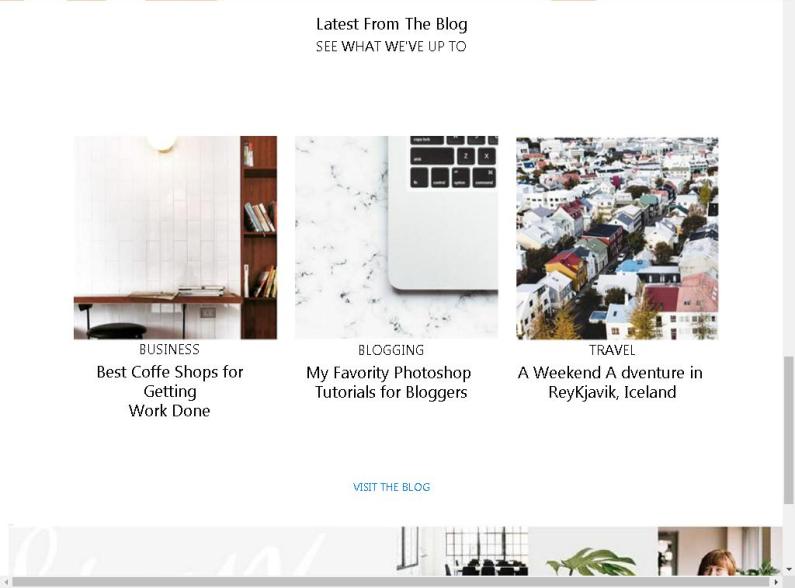 Latest From The Blog
SEE WHAT WE'VE UP TO
BUSINESS
Best Coffe Shops for
Getting
Work Done
BLOGGING
My Favority Photoshop
Tutorials for Bloggers
TRAVEL
A Weekend A dventure in
ReyKjavik, Iceland
VISIT THE BLOG